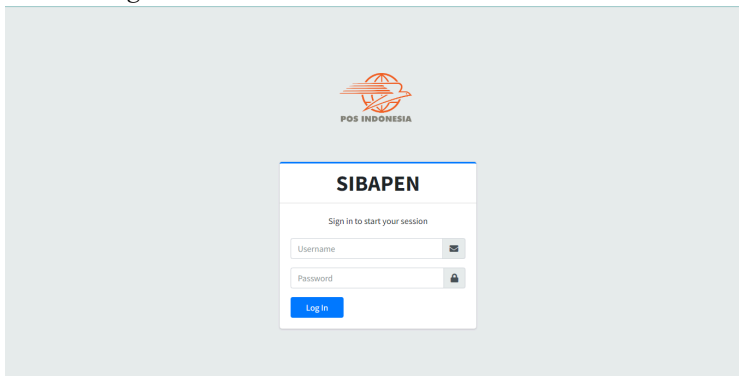 POS INDONESIA
SIBAPEN
Sign in to start your session
Username
Password
Log In